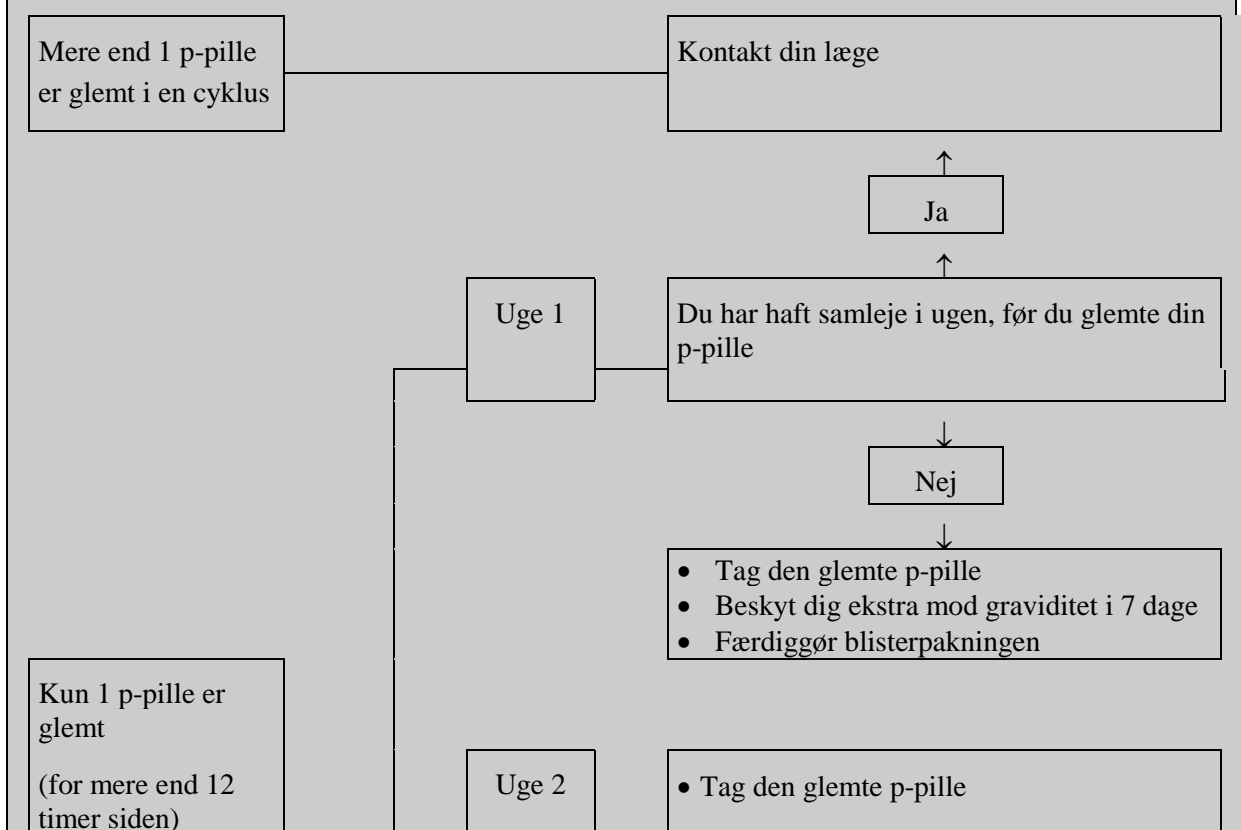 Mere end 1 p-pille
er glemt i en cyklus
Kontakt din læge
↑
Ja
↑
Uge 1
Du har haft samleje i ugen, før du glemte din
p-pille
↓
Nej
↓
• Tag den glemte p-pille
• Beskyt dig ekstra mod graviditet i 7 dage
• Færdiggør blisterpakningen
Kun 1 p-pille er
glemt
(for mere end 12
timer siden)
Uge 2
• Tag den glemte p-pille